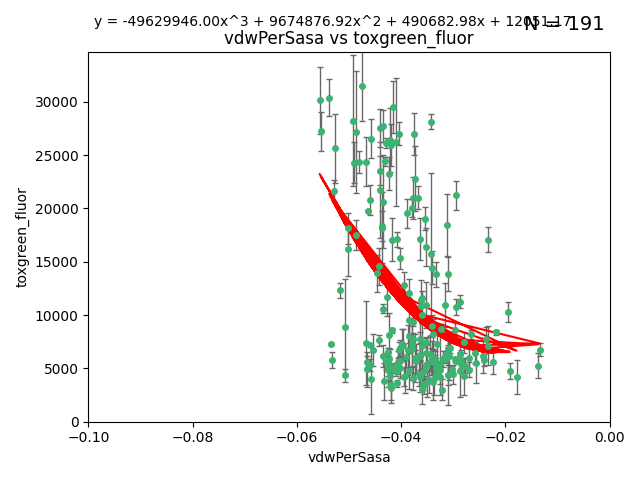 y = -49629946.00x^3 + 9674876.92x^2 + 490682.98x + 12051.17
N = 191
vdwPerSasa vs toxgreen_fluor
30000
25000
20000
15000
10000
5000
0
toxgreen_fluor
−0.10 −0.08 −0.06 −0.04 −0.02 0.00
vdwPerSasa